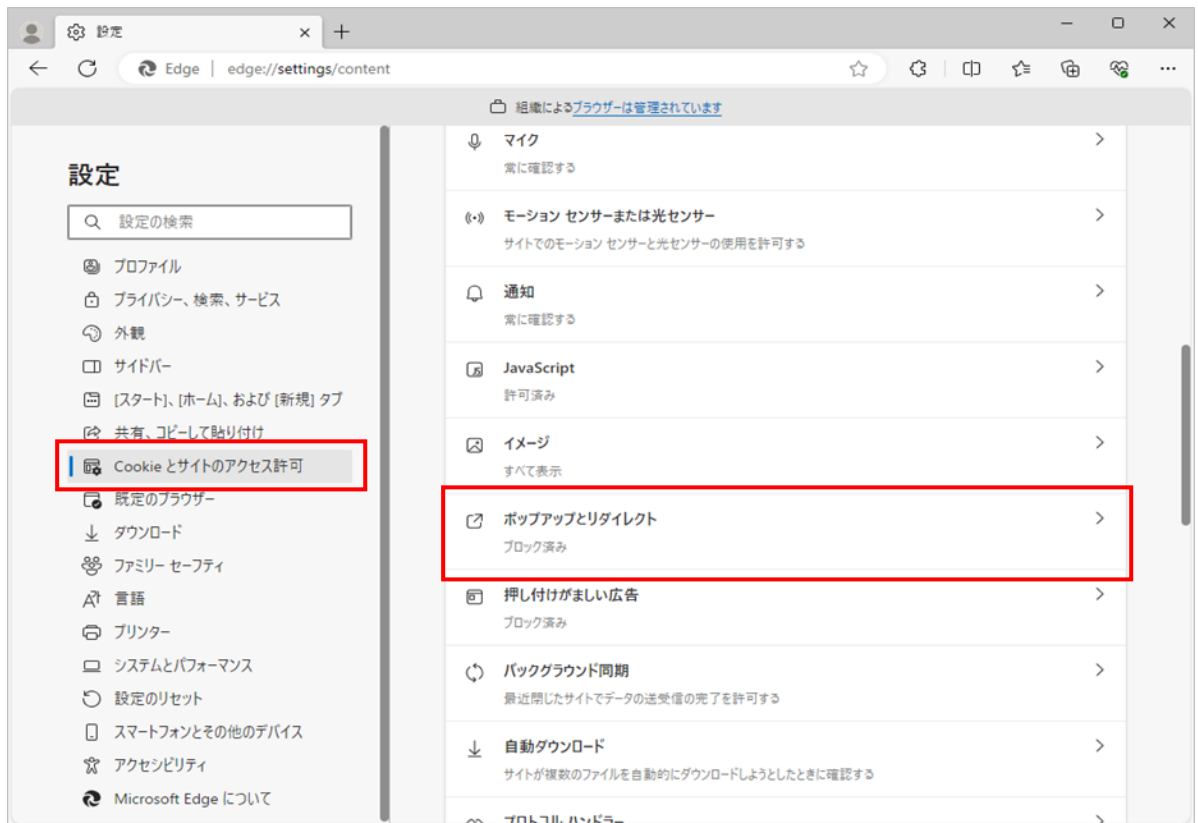 設定
Edge | edge://settings/content
組織によるブラウザーは管理されています
設定
設定の検索
プロファイル
プライバシー、検索、サービス
外観
サイドバー
[スタート]、[ホーム]、および [新規] タブ
共有、コピーして貼り付け
Cookie とサイトのアクセス許可
既定のブラウザー
ダウンロード
ファミリー セーフティ
言語
プリンター
システムとパフォーマンス
設定のリセット
スマートフォンとその他のデバイス
アクセシビリティ
Microsoft Edge について
マイク
常に確認する
モーション センサーまたは光センサー
サイトでのモーション センサーと光センサーの使用を許可する
通知
常に確認する
JavaScript
許可済み
イメージ
すべて表示
ポップアップとリダイレクト
ブロック済み
押し付けがましい広告
ブロック済み
バックグラウンド同期
最近閉じたサイトでデータの送受信の完了を許可する
自動ダウンロード
サイトが複数のファイルを自動的にダウンロードしようとしたときに確認する
プロトコル ハンドラー